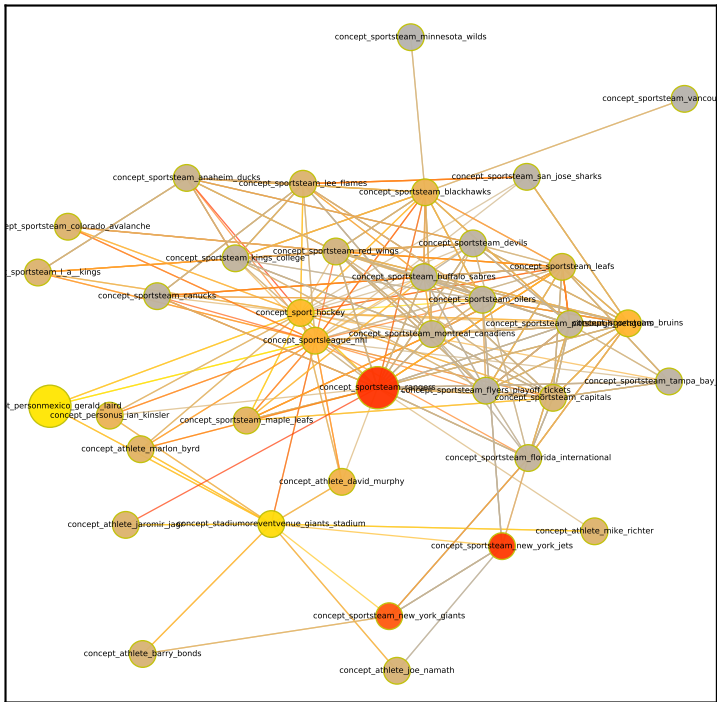 concept_sportsteam_minnesota_wilds
concept_sportsteam_vancou
concept_sportsteam_anaheim_ducks
concept_sportsteam_lee_flames
concept_sportsteam_san_jose_sharks
concept_sportsteam_blackhawks
ept_sportsteam_colorado_avalanche
concept_sportsteam_kings_college
concept_sportsteam_red_wings
concept_sportsteam_devils
_sportsteam_l_a__kings
concept_sportsteam_leafs
concept_sportsteam_buffalo_sabres
concept_sportsteam_canucks
concept_sportsteam_oilers
concept_sport_hockey
concept_sportsteam_montreal_canadiens
concept_sportsleague_nhl
concept_sportsteam_rangers
concept_sportsteam_tampa_bay_
concept_sportsteam_flyers_playoff_tickets
concept_sportsteam_capitals
t_personmexico_gerald_laird
concept_personus_ian_kinsler
concept_sportsteam_maple_leafs
concept_athlete_marlon_byrd
concept_sportsteam_florida_international
concept_athlete_david_murphy
concept_athlete_jaromir_jagr
concept_stadiumoreventvenue_giants_stadium
concept_athlete_mike_richter
concept_sportsteam_new_york_jets
concept_sportsteam_new_york_giants
concept_athlete_barry_bonds
concept_athlete_joe_namath